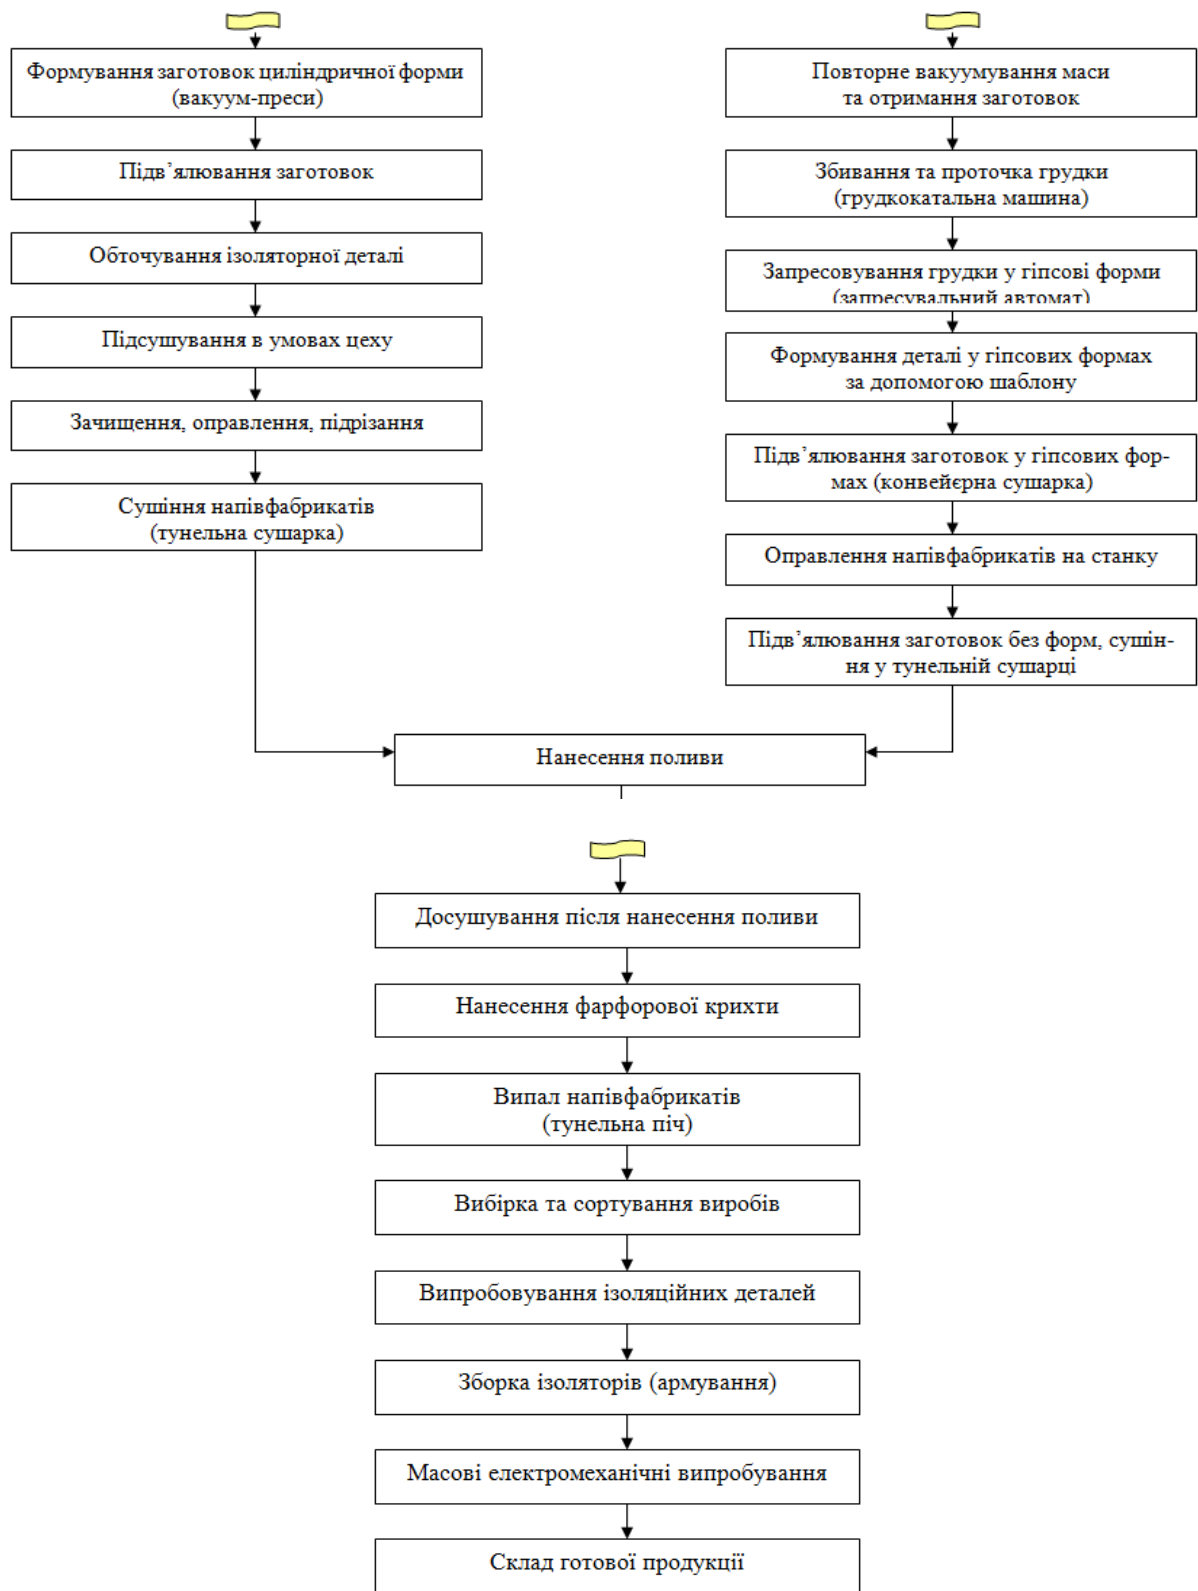 Формування заготовок циліндричної форми
(вакуум-преси)
Підв’ялювання заготовок
Обточування ізоляторної деталі
Підсушування в умовах цеху
Зачищення, оправлення, підрізання
Сушіння напівфабрикатів
(тунельна сушарка)
Повторне вакуумування маси
та отримання заготовок
Збивання та проточка грудки
(грудкокатальна машина)
Запресовування грудки у гіпсові форми
(запресувальний автомат)
Формування деталі у гіпсових формах
за допомогою шаблону
Підв’ялювання заготовок у гіпсових фор-
мах (конвейєрна сушарка)
Оправлення напівфабрикатів на станку
Підв’ялювання заготовок без форм, сушін-
ня у тунельній сушарці
Нанесення поливи
Досушування після нанесення поливи
Нанесення фарфорової крихти
Випал напівфабрикатів
(тунельна піч)
Вибірка та сортування виробів
Випробовування ізоляційних деталей
Зборка ізоляторів (армування)
Масові електромеханічні випробування
Склад готової продукції